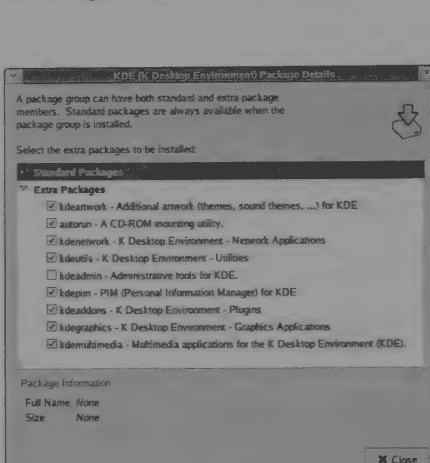 KDE (K Desktop Environment) Package Details
A package group can have both standard and extra package
members. Standard packages are always available when the
package group is installed.
Select the extra packages to be installed:
Standard Packages
Extra Packages
kdeartwork - Additional artwork (themes, sound themes, ...) for KDE
autorun - A CD-ROM mounting utility.
kdenetwork - K Desktop Environment - Network Applications
kdeutils - K Desktop Environment - Utilities
kdeadmin - Administrative tools for KDE.
kdepim - PIM (Personal Information Manager) for KDE
kdeaddons - K Desktop Environment - Plugins
kdegraphics - K Desktop Environment - Graphics Applications
kdemultimedia - Multimedia applications for the K Desktop Environment (KDE).
Package Information
Full Name: None
Size: None
Close